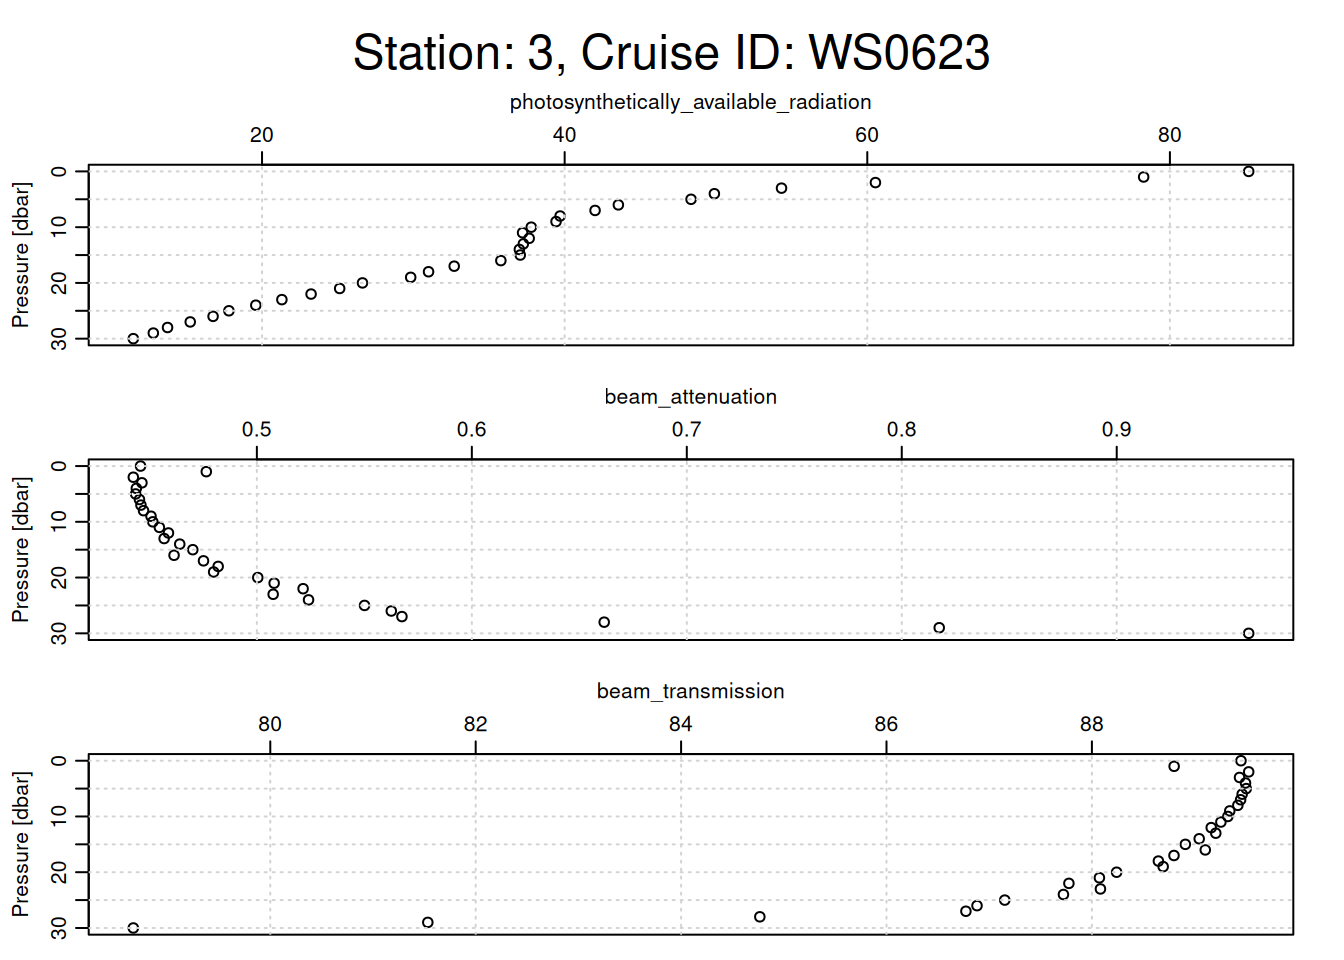 Station: 3, Cruise ID: WS0623
photosynthetically_available_radiation
20 40 60 80
Pressure [dbar]
0
10
20
30
beam_attenuation
0.5 0.6 0.7 0.8 0.9
Pressure [dbar]
0
10
20
30
beam_transmission
80 82 84 86 88
Pressure [dbar]
0
10
20
30